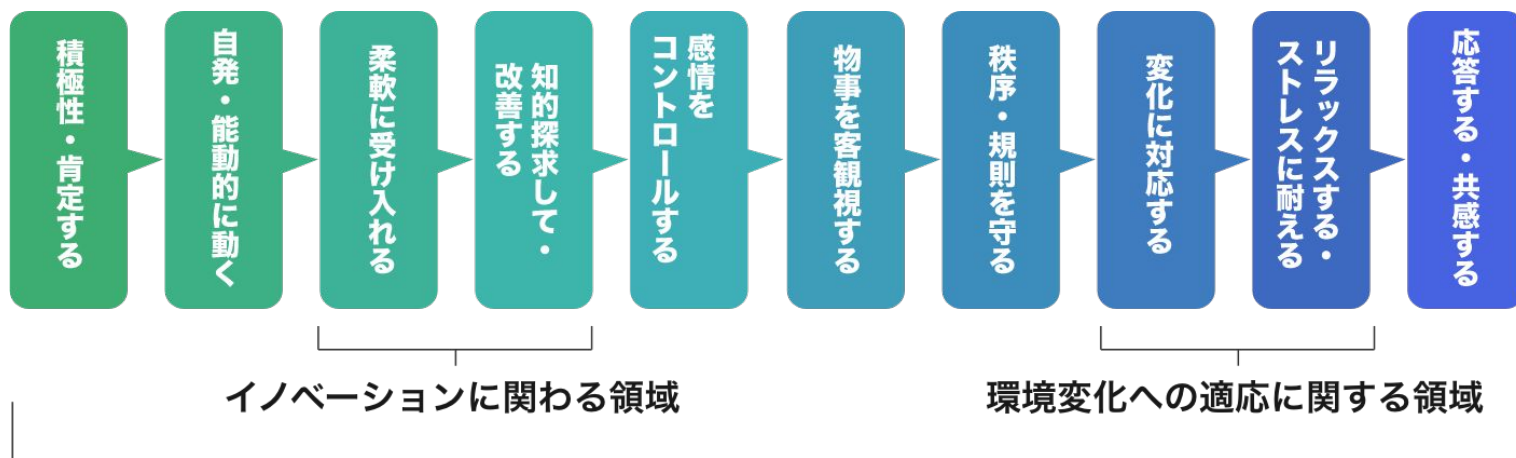 積極性・肯定する
自発・能動的に動く
柔軟に受け入れる
知的探求して・
改善する
感情を
コントロールする
物事を客観視する
秩序・規則を守る
変化に対応する
リラックスする・
ストレスに耐える
応答する・共感する
イノベーションに関わる領域
環境変化への適応に関する領域